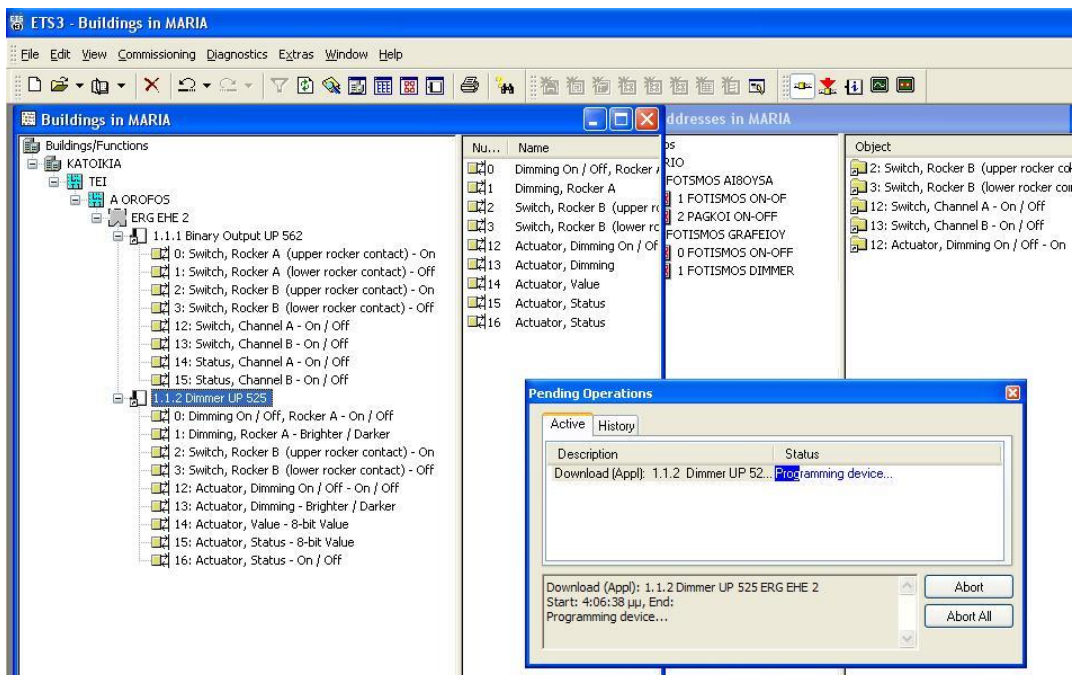 ETS3 - Buildings in MARIA
File Edit View Commissioning Diagnostics Extras Window Help
Buildings in MARIA
Buildings/Functions
KATOIKIA
TEI
A OROFOS
ERG EHE 2
1.1.1 Binary Output UP 562
0: Switch, Rocker A (upper rocker contact) - On
1: Switch, Rocker A (lower rocker contact) - Off
2: Switch, Rocker B (upper rocker contact) - On
3: Switch, Rocker B (lower rocker contact) - Off
12: Switch, Channel A - On / Off
13: Switch, Channel B - On / Off
14: Status, Channel A - On / Off
15: Status, Channel B - On / Off
1.1.2 Dimmer UP 525
0: Dimming On / Off, Rocker A - On / Off
1: Dimming, Rocker A - Brighter / Darker
2: Switch, Rocker B (upper rocker contact) - On
3: Switch, Rocker B (lower rocker contact) - Off
12: Actuator, Dimming On / Off - On / Off
13: Actuator, Dimming - Brighter / Darker
14: Actuator, Value - 8-bit Value
15: Actuator, Status - 8-bit Value
16: Actuator, Status - On / Off
Nu... Name
0 Dimming On / Off, Rocker
1 Dimming, Rocker A
2 Switch, Rocker B (upper
3 Switch, Rocker B (lower
12 Actuator, Dimming On /
13 Actuator, Dimming
14 Actuator, Value
15 Actuator, Status
16 Actuator, Status
ddresses in MARIA
FOTSMOS AI8OYSA
1 FOTISMOS ON-OF
2 PAGKOI ON-OFF
FOTISMOS GRAFEIOY
0 FOTISMOS ON-OFF
1 FOTISMOS DIMMER
Object
2: Switch, Rocker B (upper rocker
3: Switch, Rocker B (lower rocker
12: Switch, Channel A - On / Off
13: Switch, Channel B - On / Off
12: Actuator, Dimming On / Off - On
Pending Operations
Active History
Description Status
Download (Appl): 1.1.2 Dimmer UP 52... Programming device...
Download (Appl): 1.1.2 Dimmer UP 525 ERG EHE 2
Start: 4:06:38 μμ, End:
Programming device...
Abort
Abort All